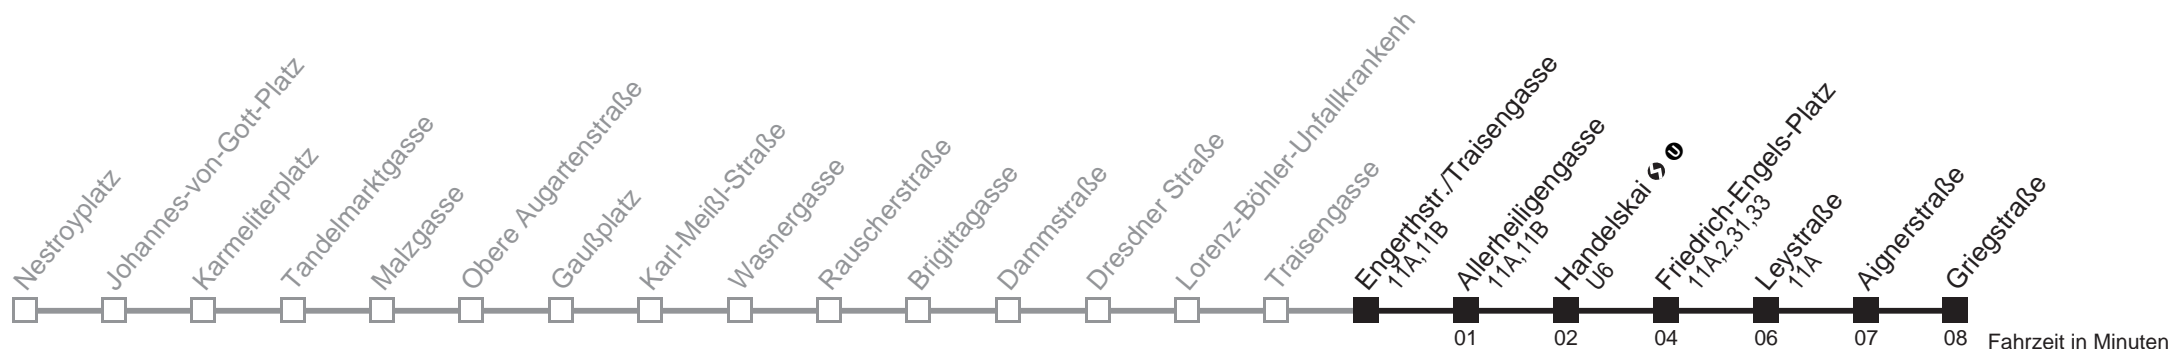 Nestroyplatz
Johannes-von-Gott-Platz
Karmeliterplatz
Tandelmarktgasse
Malzgasse
Obere Augartenstraße
Gaußplatz
Karl-Meißl-Straße
Wasnergasse
Rauscherstraße
Brigittagasse
Dammstraße
Dresdner Straße
Lorenz-Böhler-Unfallkrankenh
Traisengasse
Engerthstr./Traisengasse
11A,11B
Allerheiligengasse
11A,11B
Handelskai S U
U6
Friedrich-Engels-Platz
11A,2,31,33
Leystraße
11A
Aignerstraße
Griegstraße
01 02 04 06 07 08 Fahrzeit in Minuten